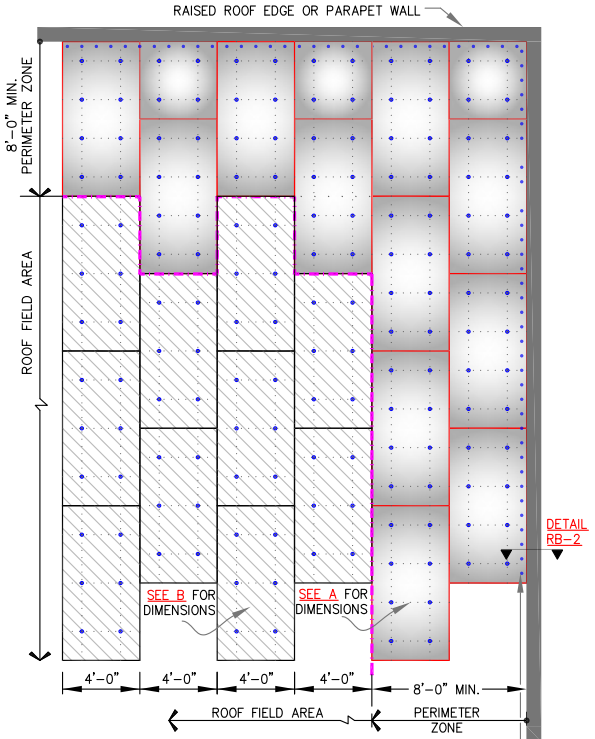 RAISED ROOF EDGE OR PARAPET WALL
8'-0" MIN.
PERIMETER ZONE
ROOF FIELD AREA
DETAIL
RB-2
SEE B FOR
DIMENSIONS
SEE A FOR
DIMENSIONS
4'-0"
4'-0"
4'-0"
4'-0"
8'-0" MIN.
ROOF FIELD AREA
PERIMETER
ZONE